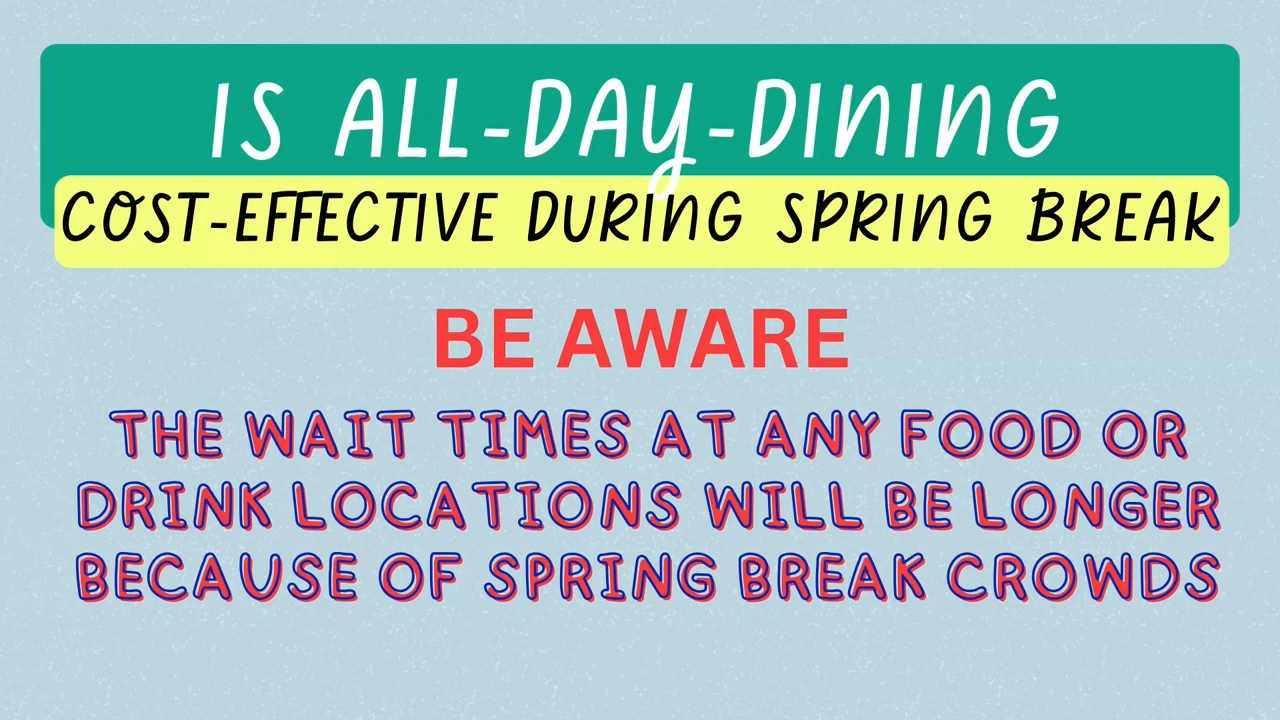 IS ALL-DAY-DINING
COST-EFFECTIVE DURING SPRING BREAK
BE AWARE
THE WAIT TIMES AT ANY FOOD OR
DRINK LOCATIONS WILL BE LONGER
BECAUSE OF SPRING BREAK CROWDS